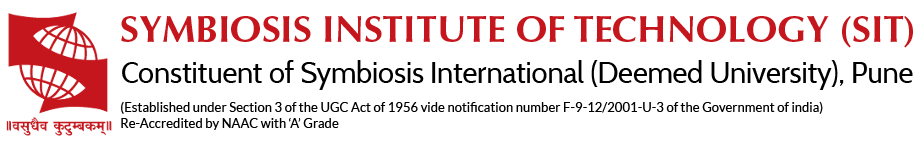 SYMBIOSIS INSTITUTE OF TECHNOLOGY (SIT)
Constituent of Symbiosis International (Deemed University), Pune
(Established under Section 3 of the UGC Act of 1956 vide notification number F-9-12/2001-U-3 of the Government of india)
Re-Accredited by NAAC with ‘A’ Grade
॥वसुधैव कुटुम्बकम्॥